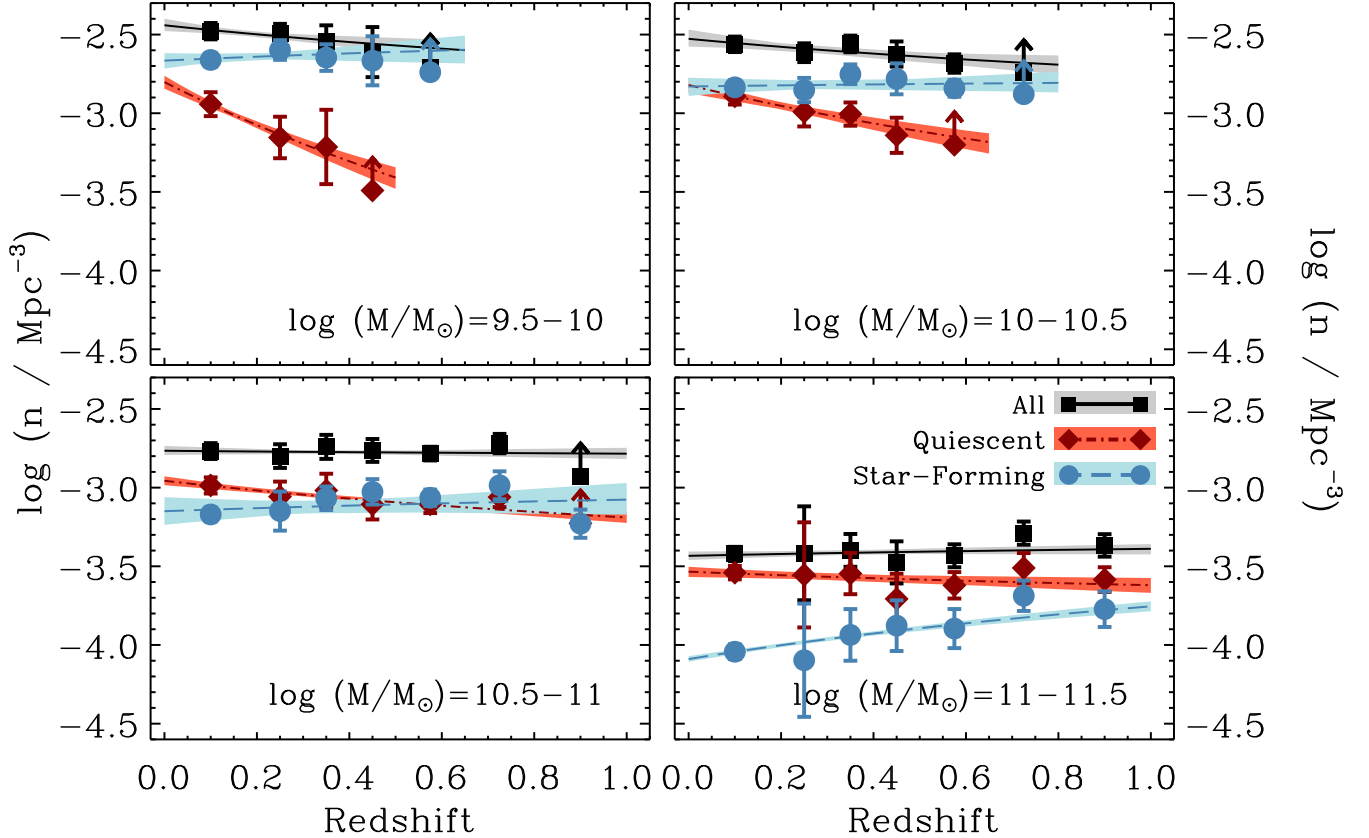 −2.5
−3.0
−3.5
−4.0
−4.5
log (M/M⊙)=9.5−10
−2.5
−3.0
−3.5
−4.0
−4.5
log (M/M⊙)=10−10.5
log (n / Mpc⁻³)
log (n / Mpc⁻³)
−2.5
−3.0
−3.5
−4.0
−4.5
log (M/M⊙)=10.5−11
All
Quiescent
Star−Forming
−2.5
−3.0
−3.5
−4.0
−4.5
log (M/M⊙)=11−11.5
0.0 0.2 0.4 0.6 0.8 1.0
0.0 0.2 0.4 0.6 0.8 1.0
Redshift
Redshift